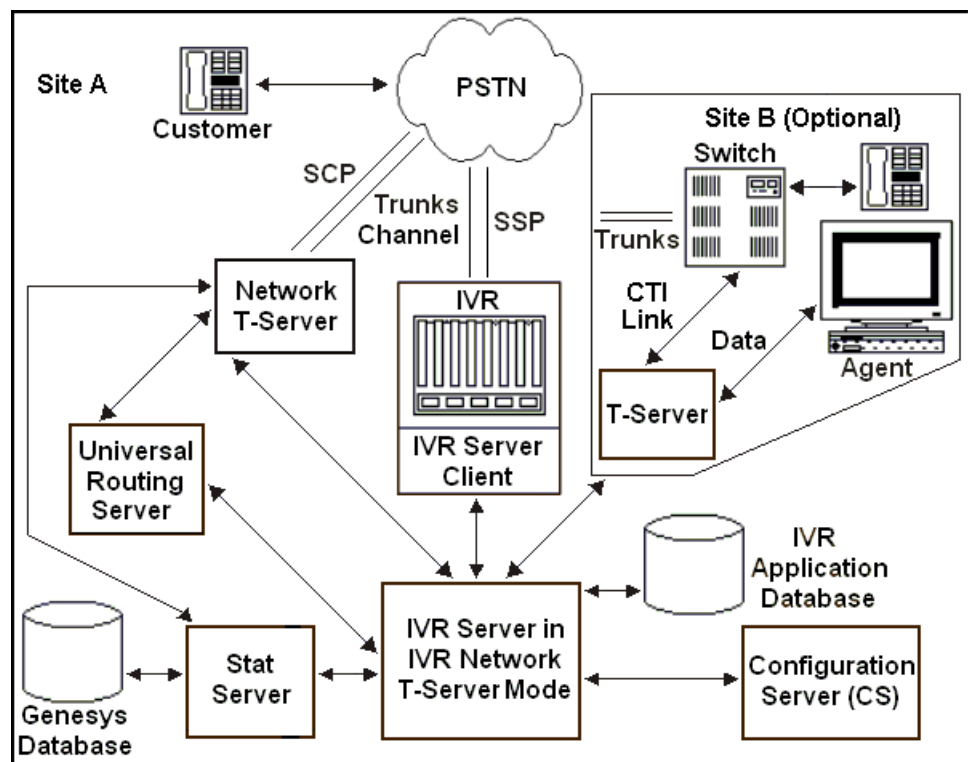 Site A
Customer
PSTN
Site B (Optional)
Switch
SCP
Trunks
Channel
SSP
Trunks
Network
T-Server
IVR
CTI
Link
Data
Agent
T-Server
IVR Server
Client
Universal
Routing
Server
IVR
Application
Database
IVR Server in
IVR Network
T-Server Mode
Stat
Server
Configuration
Server (CS)
Genesys
Database